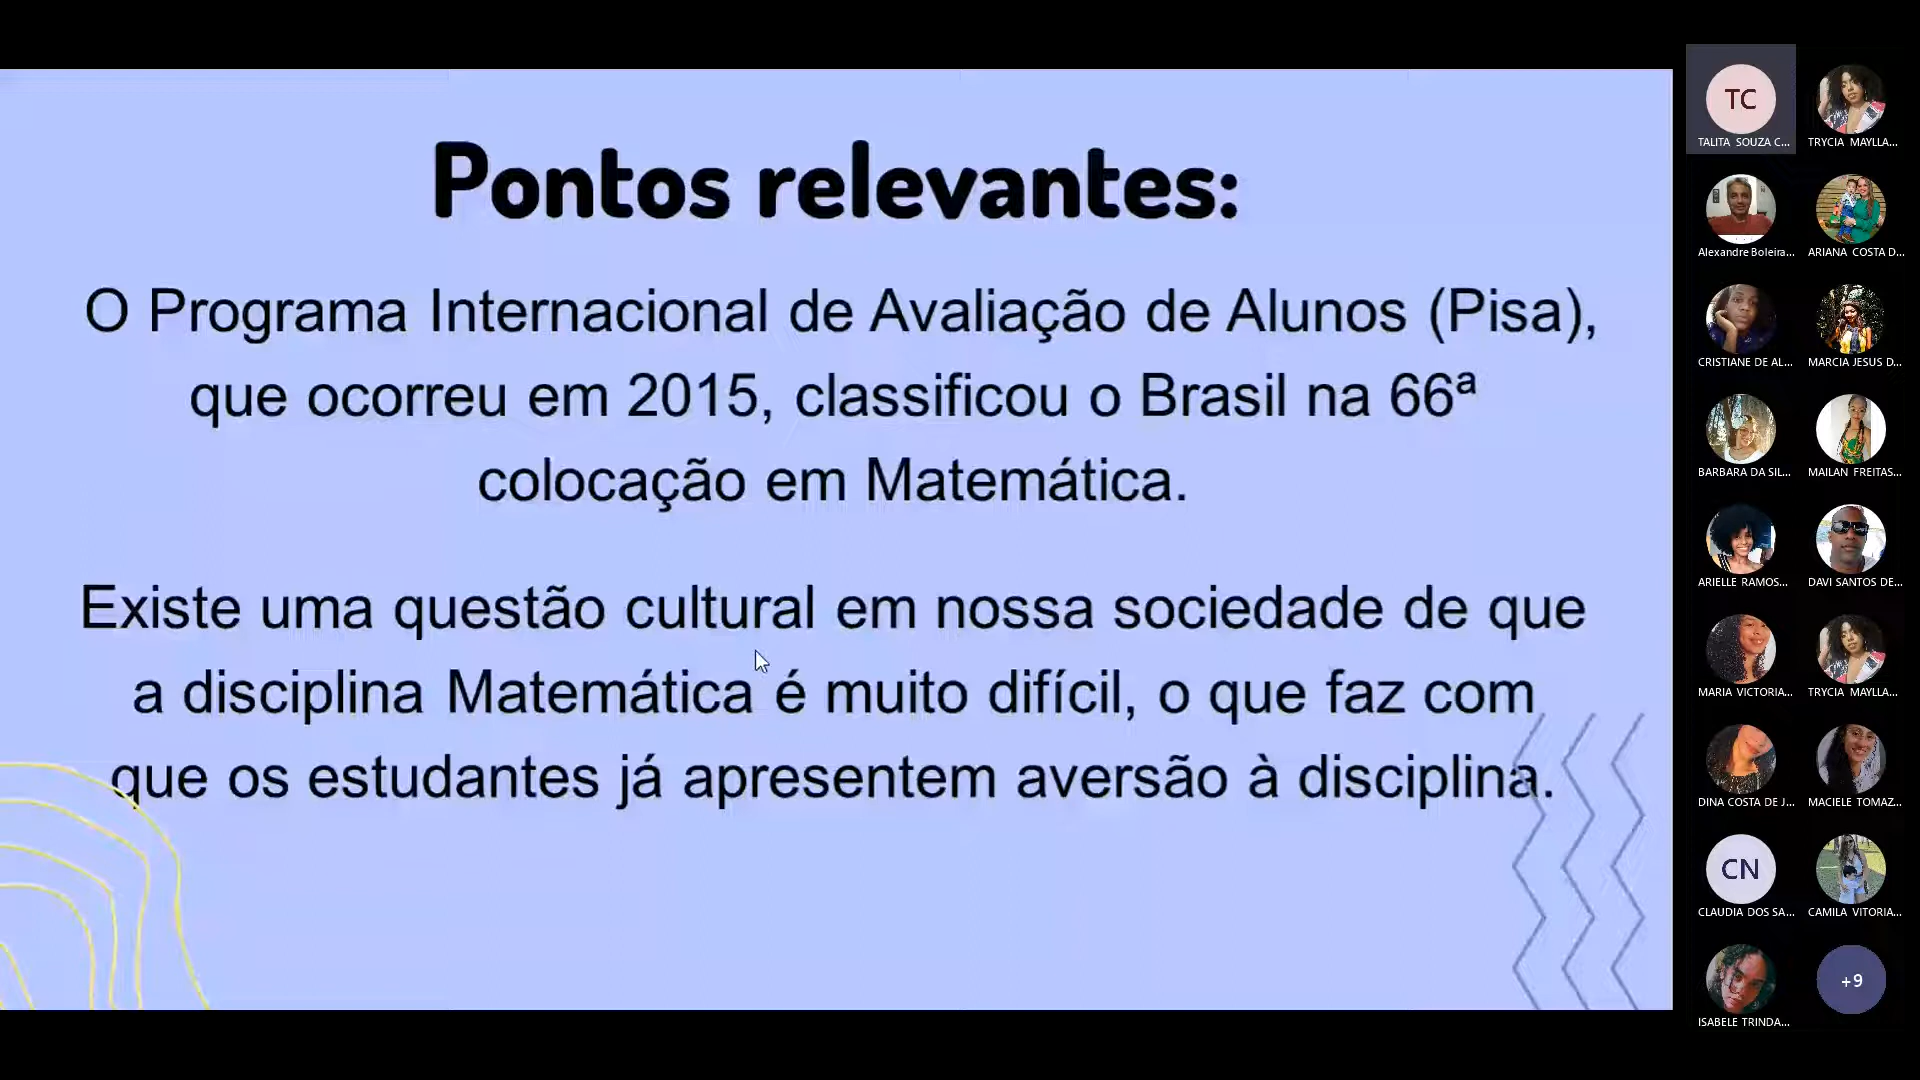 Pontos relevantes:
O Programa Internacional de Avaliação de Alunos (Pisa),
que ocorreu em 2015, classificou o Brasil na 66ª
colocação em Matemática.
Existe uma questão cultural em nossa sociedade de que
a disciplina Matemática é muito difícil, o que faz com
que os estudantes já apresentem aversão à disciplina.
TC
TALITA SOUZA C...
TRYCIA MAYLLA...
Alexandre Boleira...
ARIANA COSTA D...
CRISTIANE DE AL...
MARCIA JESUS D...
BARBARA DA SIL...
MAILAN FREITAS...
ARIELLE RAMOS...
DAVI SANTOS DE...
MARIA VICTORIA...
TRYCIA MAYLLA...
DINA COSTA DE J...
MACIELE TOMAZ...
CN
CLAUDIA DOS SA...
CAMILA VITORIA...
ISABELE TRINDA...
+9